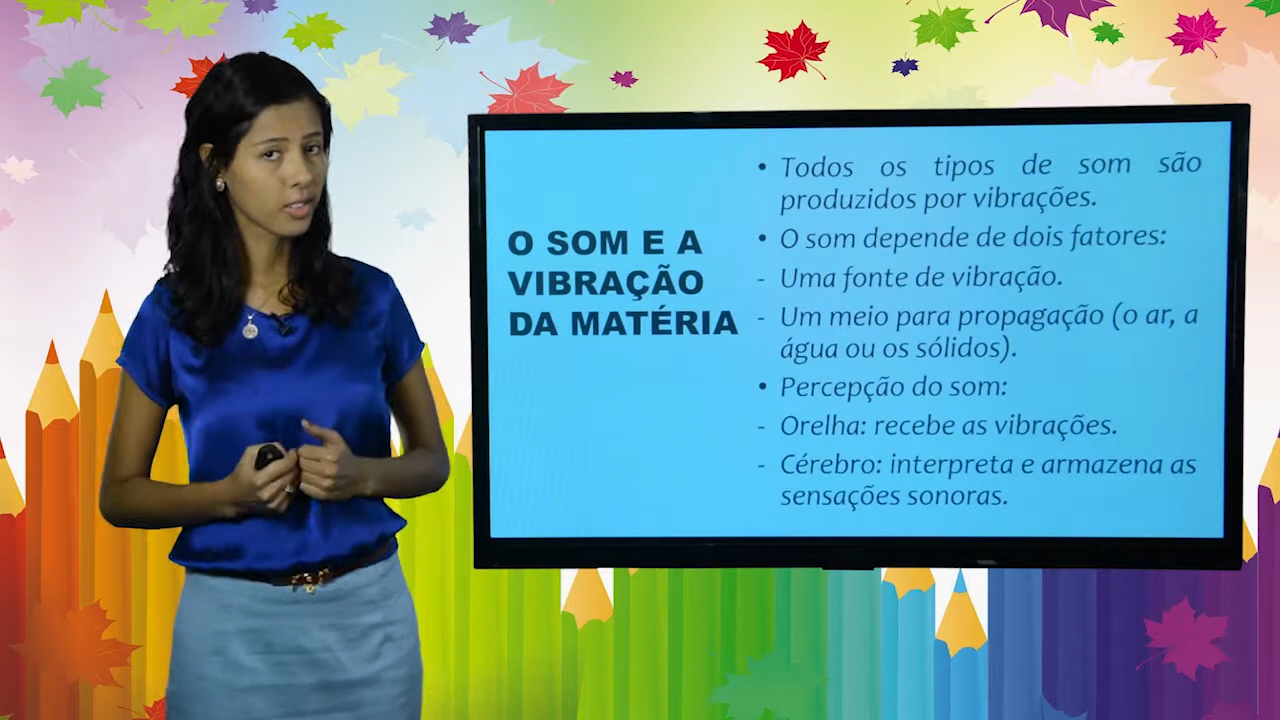 O SOM E A
VIBRAÇÃO
DA MATÉRIA
• Todos os tipos de som são
produzidos por vibrações.
• O som depende de dois fatores:
- Uma fonte de vibração.
- Um meio para propagação (o ar, a
água ou os sólidos).
• Percepção do som:
- Orelha: recebe as vibrações.
- Cérebro: interpreta e armazena as
sensações sonoras.